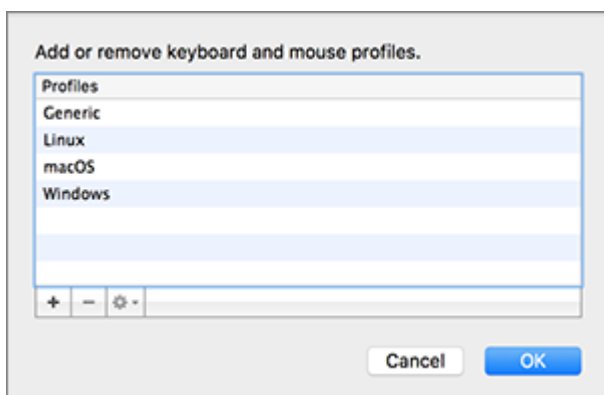 Add or remove keyboard and mouse profiles.
Profiles
Generic
Linux
macOS
Windows
+ −
Cancel OK